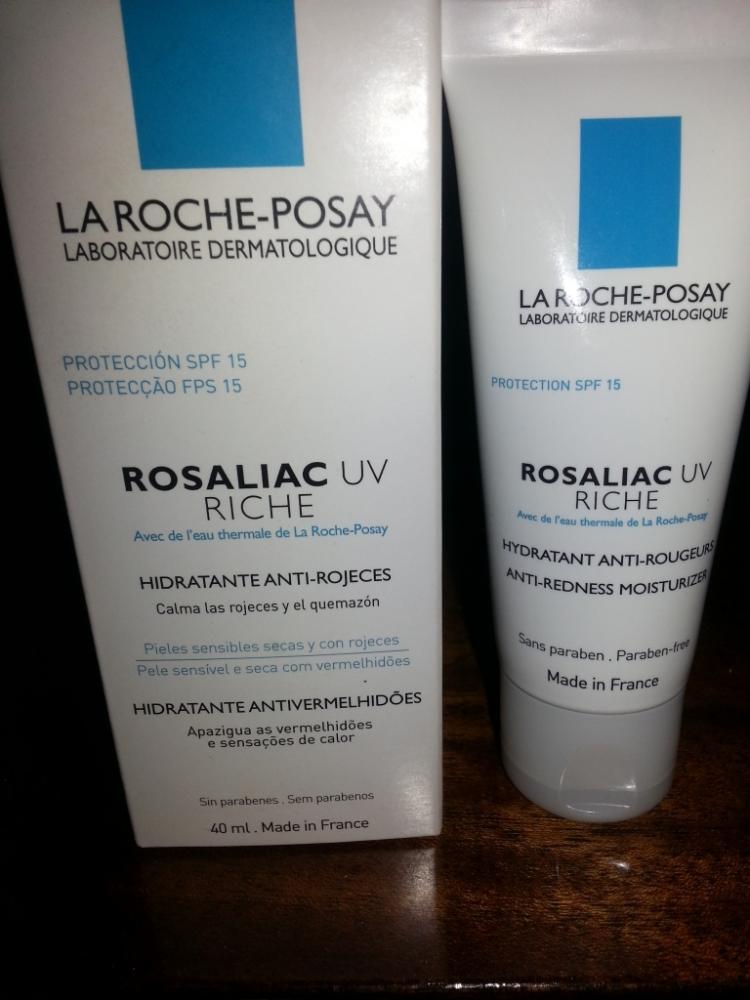 LA ROCHE-POSAY
LABORATOIRE DERMATOLOGIQUE
PROTECCIÓN SPF 15
PROTECÇÃO FPS 15
ROSALIAC UV
RICHE
Avec de l'eau thermale de La Roche-Posay
HIDRATANTE ANTI-ROJECES
Calma las rojeces y el quemazón
Pieles sensibles secas y con rojeces
Pele sensível e seca com vermelhidões
HIDRATANTE ANTIVERMELHIDÕES
Apazigua as vermelhidões
e sensações de calor
Sin parabenes . Sem parabenos
40 ml . Made in France
LA ROCHE-POSAY
LABORATOIRE DERMATOLOGIQUE
PROTECTION SPF 15
ROSALIAC UV
RICHE
Avec de l'eau thermale de La Roche-Posay
HYDRATANT ANTI-ROUGEURS
ANTI-REDNESS MOISTURIZER
Sans paraben . Paraben-free
Made in France